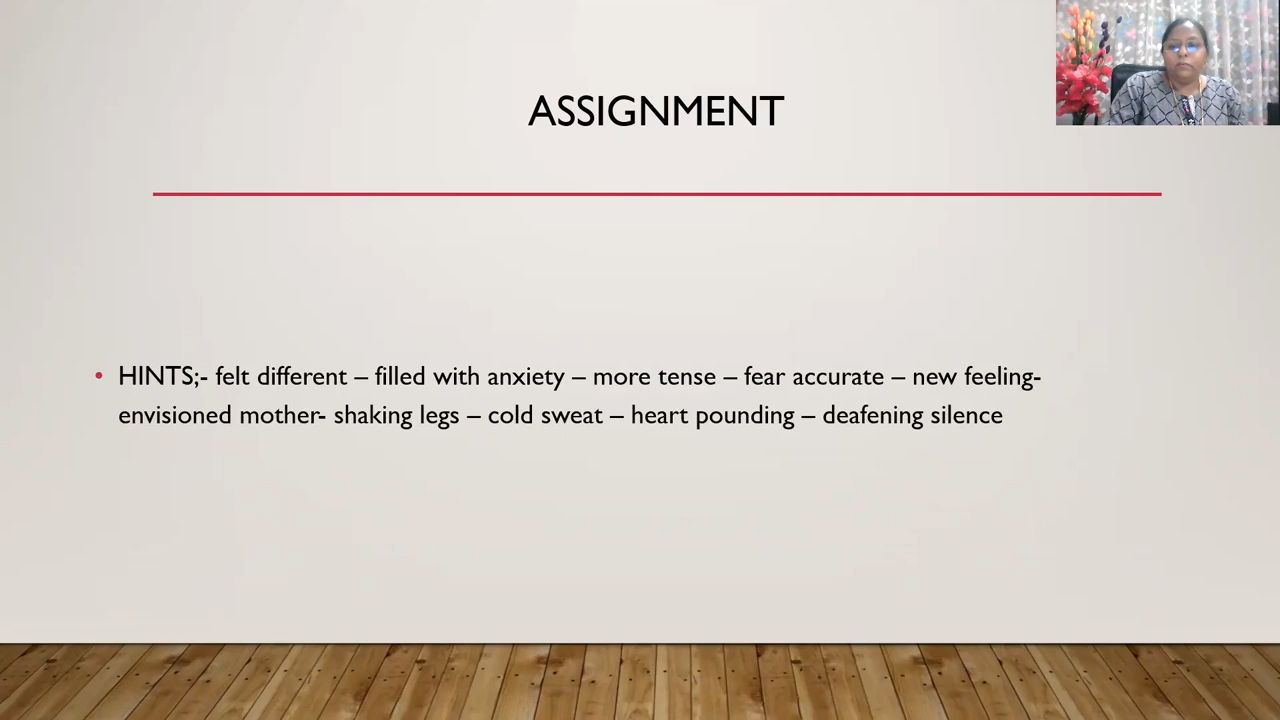 ASSIGNMENT
• HINTS;- felt different – filled with anxiety – more tense – fear accurate – new feeling-
envisioned mother- shaking legs – cold sweat – heart pounding – deafening silence